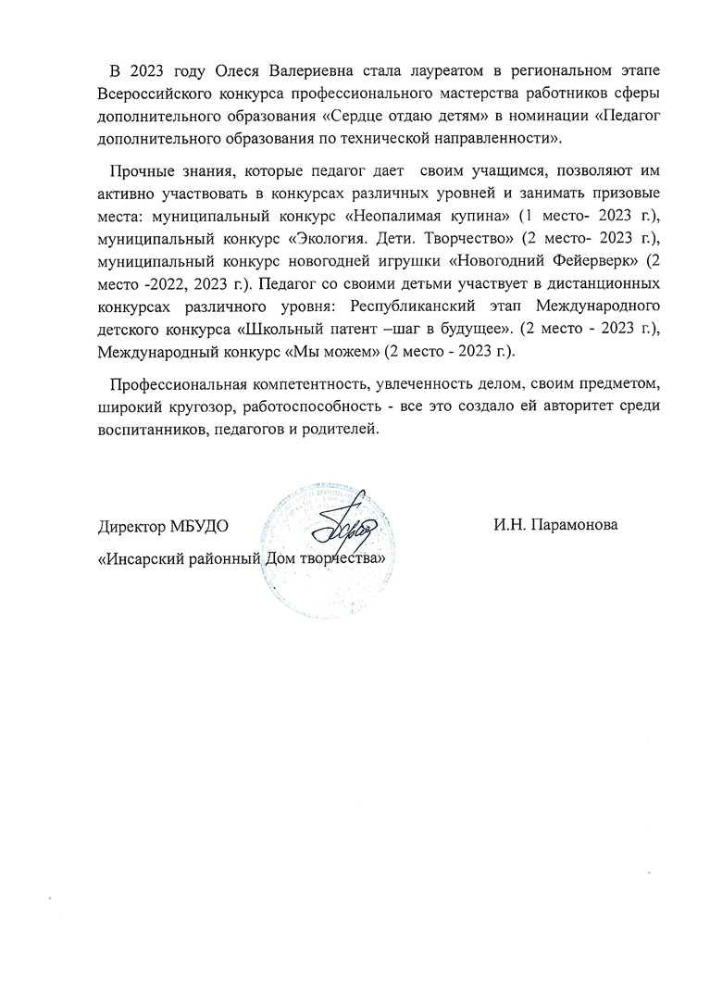 В 2023 году Олеся Валериевна стала лауреатом в региональном этапе
Всероссийского конкурса профессионального мастерства работников сферы
дополнительного образования «Сердце отдаю детям» в номинации «Педагог
дополнительного образования по технической направленности».
Прочные знания, которые педагог дает своим учащимся, позволяют им
активно участвовать в конкурсах различных уровней и занимать призовые
места: муниципальный конкурс «Неопалимая купина» (1 место- 2023 г.),
муниципальный конкурс «Экология. Дети. Творчество» (2 место- 2023 г.),
муниципальный конкурс новогодней игрушки «Новогодний Фейерверк» (2
место -2022, 2023 г.). Педагог со своими детьми участвует в дистанционных
конкурсах различного уровня: Республиканский этап Международного
детского конкурса «Школьный патент –шаг в будущее». (2 место - 2023 г.),
Международный конкурс «Мы можем» (2 место - 2023 г.).
Профессиональная компетентность, увлеченность делом, своим предметом,
широкий кругозор, работоспособность - все это создало ей авторитет среди
воспитанников, педагогов и родителей.
Директор МБУДО И.Н. Парамонова
«Инсарский районный Дом творчества»